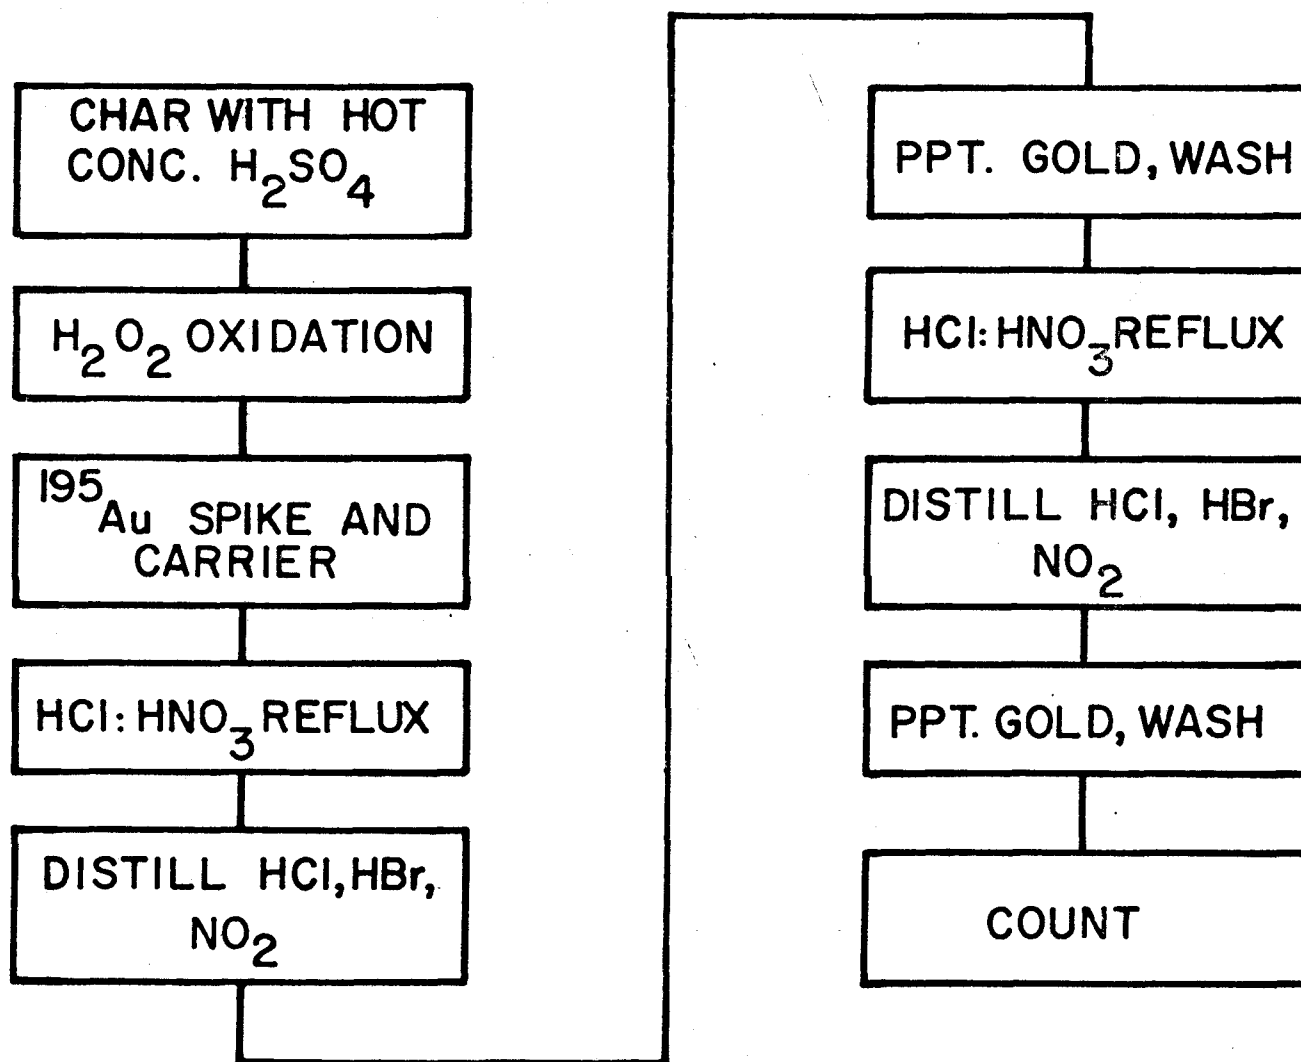 CHAR WITH HOT
CONC. H₂SO₄
H₂O₂ OXIDATION
¹⁹⁵Au SPIKE AND
CARRIER
HCl:HNO₃ REFLUX
DISTILL HCl, HBr,
NO₂
PPT. GOLD, WASH
HCl:HNO₃ REFLUX
DISTILL HCl, HBr,
NO₂
PPT. GOLD, WASH
COUNT